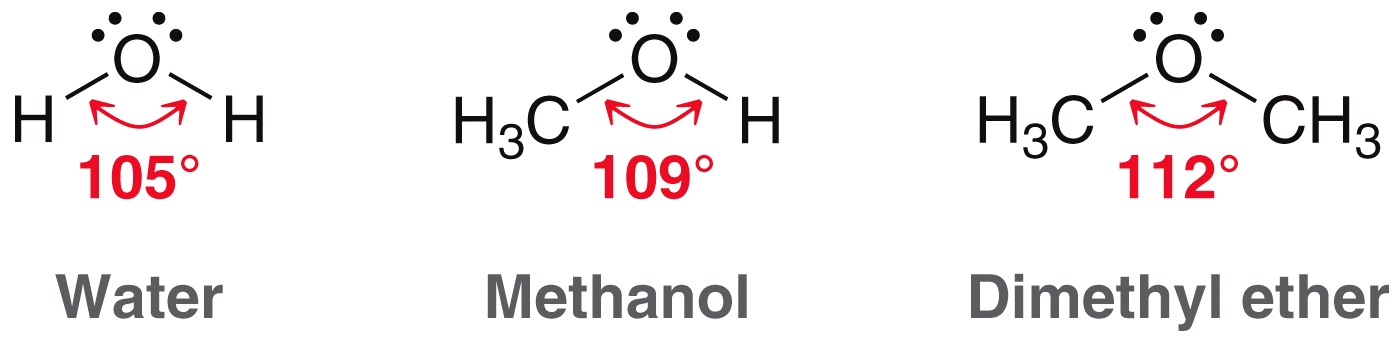 O O O
H H H₃C H H₃C CH₃
105° 109° 112°
Water Methanol Dimethyl ether